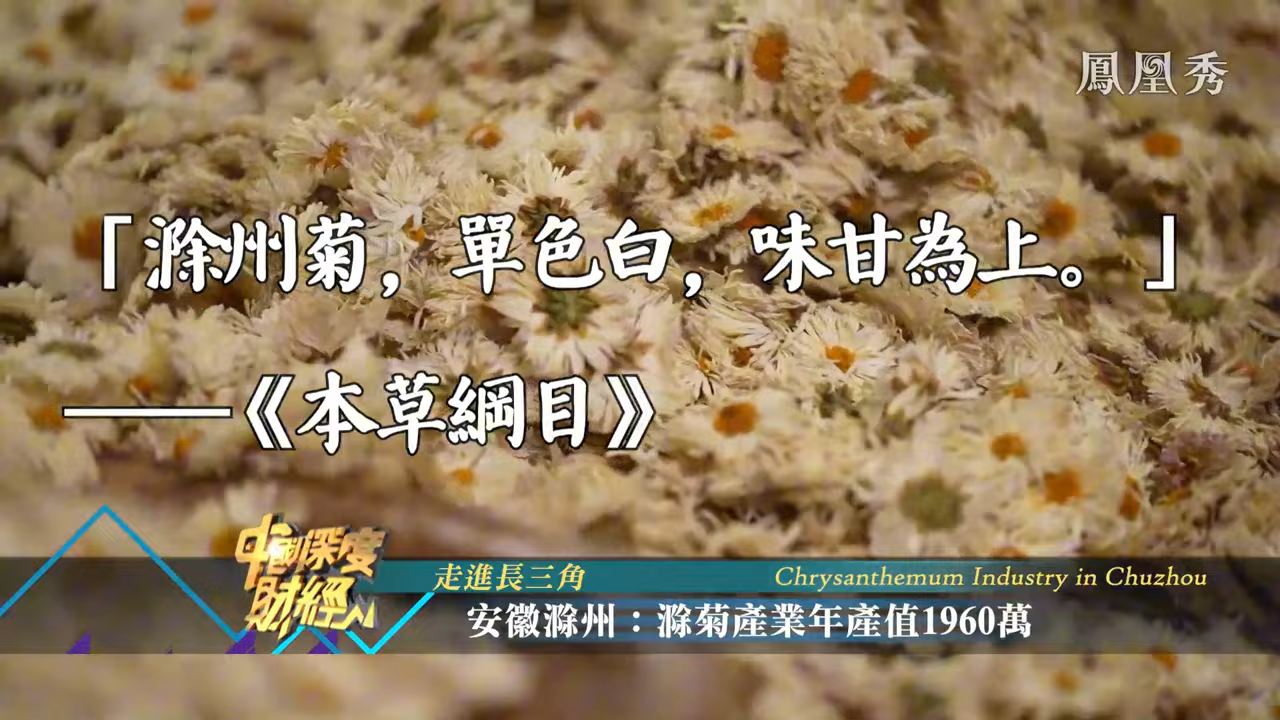 鳳凰秀
「滁州菊，單色白，味甘為上。」
——《本草綱目》
中國深度
財經
走進長三角
Chrysanthemum Industry in Chuzhou
安徽滁州：滁菊產業年產值1960萬